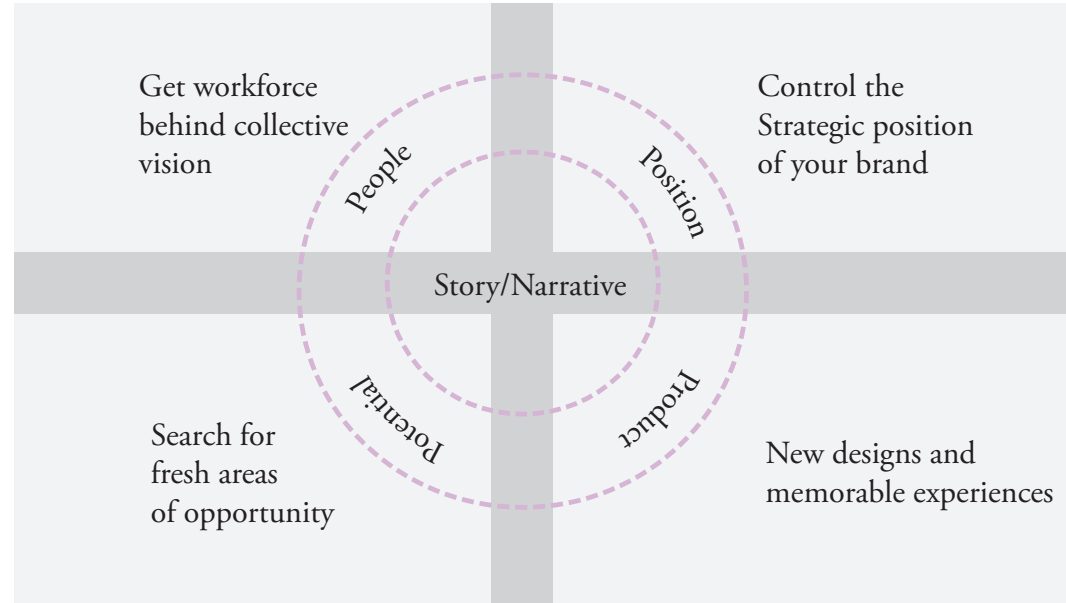 Get workforce
behind collective
vision
People
Control the
Strategic position
of your brand
Position
Story/Narrative
Potential
Search for
fresh areas
of opportunity
Product
New designs and
memorable experiences